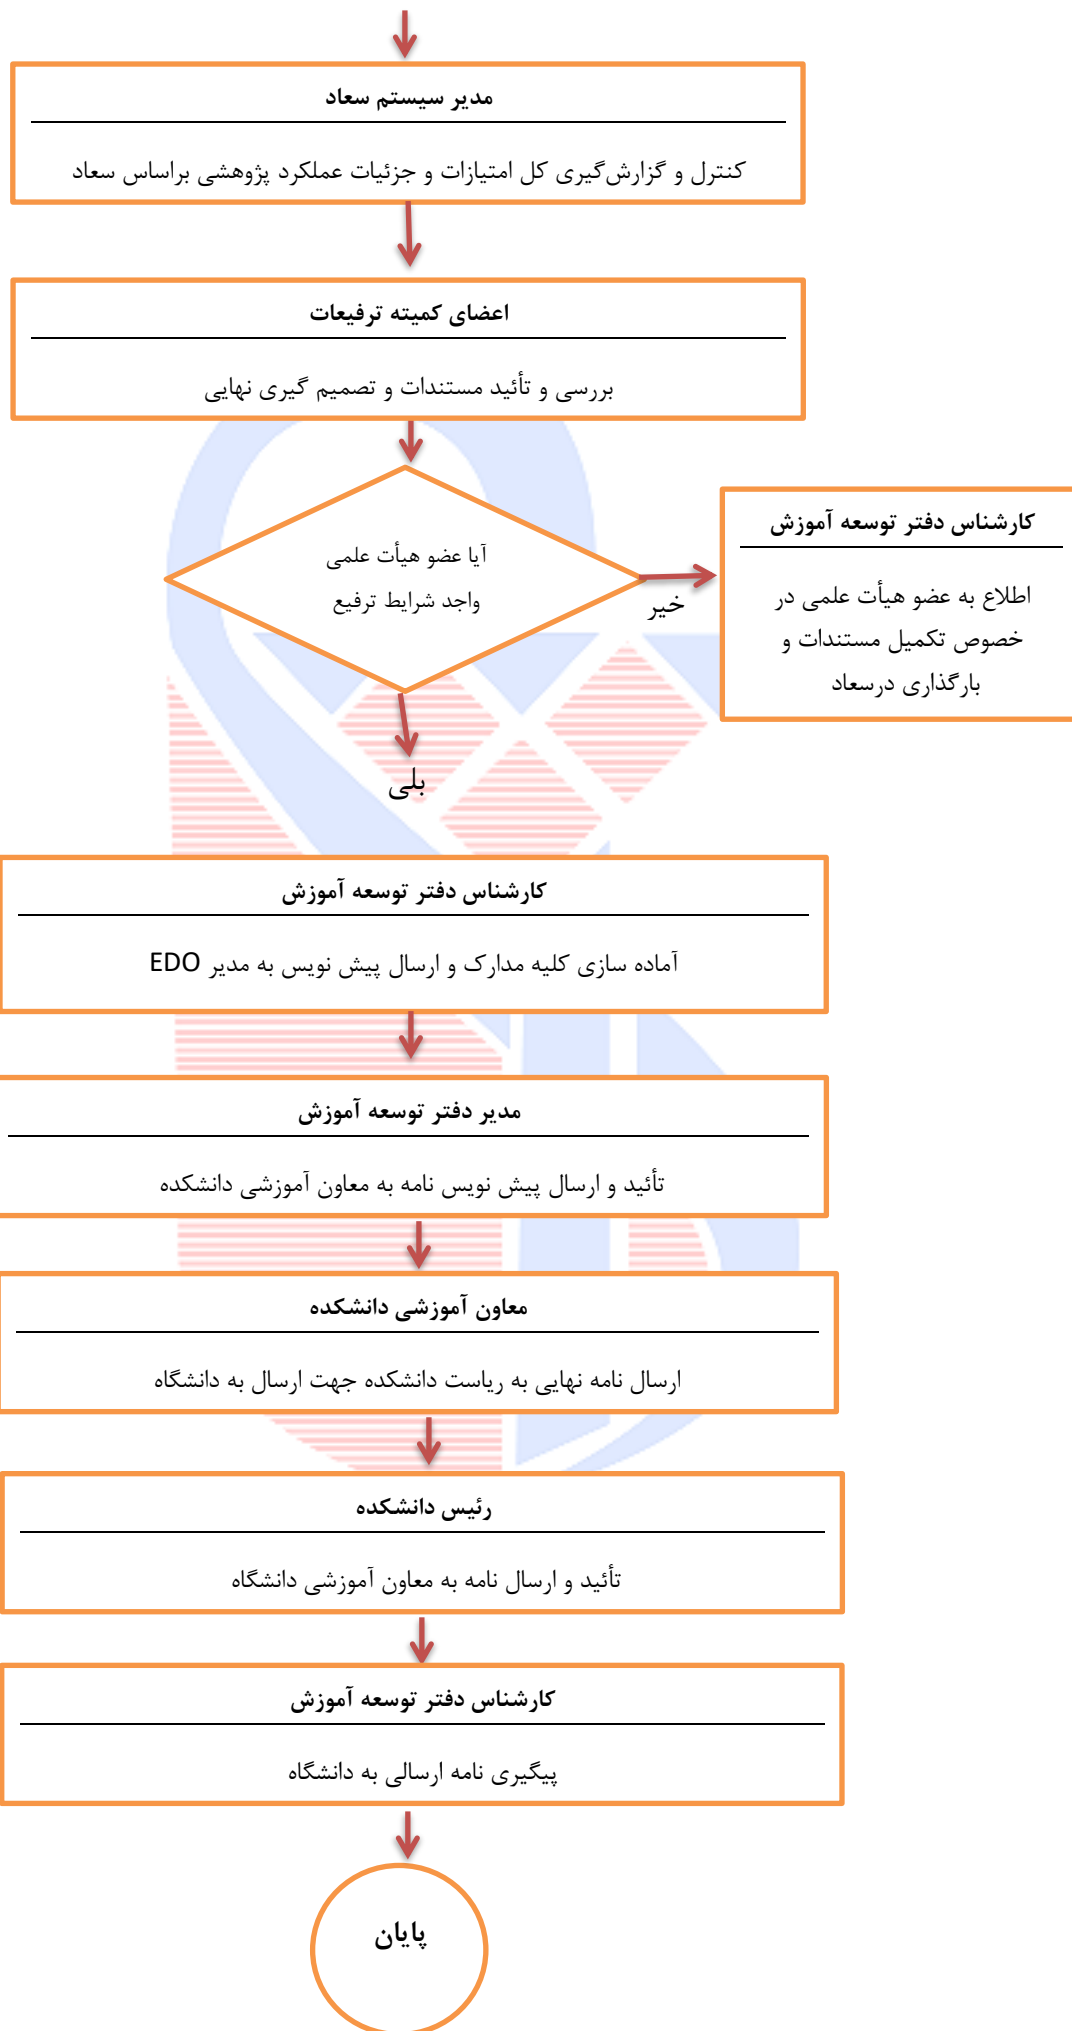 مدیر سیستم سعاد
کنترل و گزارش‌گیری کل امتیازات و جزئیات عملکرد پژوهشی براساس سعاد
اعضای کمیته ترفیعات
بررسی و تأئید مستندات و تصمیم گیری نهایی
آیا عضو هیأت علمی
واجد شرایط ترفیع
خیر
کارشناس دفتر توسعه آموزش
اطلاع به عضو هیأت علمی در
خصوص تکمیل مستندات و
بارگذاری درسعاد
بلی
کارشناس دفتر توسعه آموزش
آماده سازی کلیه مدارک و ارسال پیش نویس به مدیر EDO
مدیر دفتر توسعه آموزش
تأئید و ارسال پیش نویس نامه به معاون آموزشی دانشکده
معاون آموزشی دانشکده
ارسال نامه نهایی به ریاست دانشکده جهت ارسال به دانشگاه
رئیس دانشکده
تأئید و ارسال نامه به معاون آموزشی دانشگاه
کارشناس دفتر توسعه آموزش
پیگیری نامه ارسالی به دانشگاه
پایان